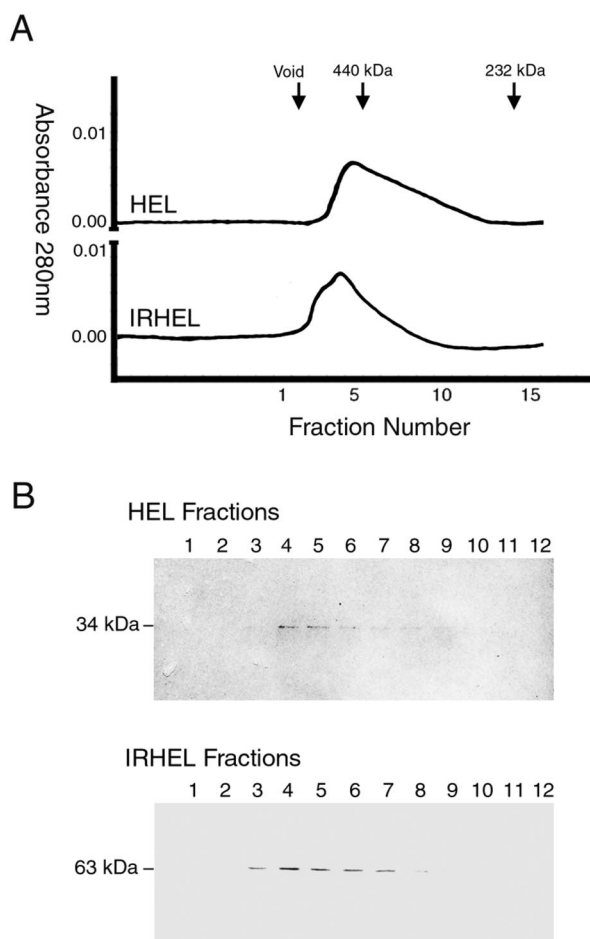 A
Void 440 kDa 232 kDa
Absorbance 280nm
0.01
HEL
0.00
0.01
IRHEL
0.00
1 5 10 15
Fraction Number
B
HEL Fractions
1 2 3 4 5 6 7 8 9 10 11 12
34 kDa
IRHEL Fractions
1 2 3 4 5 6 7 8 9 10 11 12
63 kDa